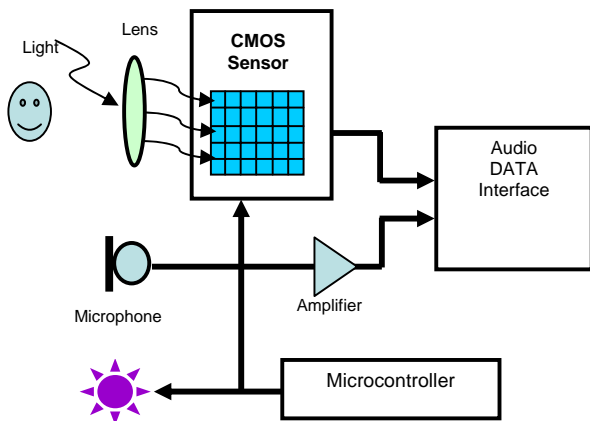 Light
Lens
CMOS
Sensor
Audio
DATA
Interface
Microphone
Amplifier
Microcontroller